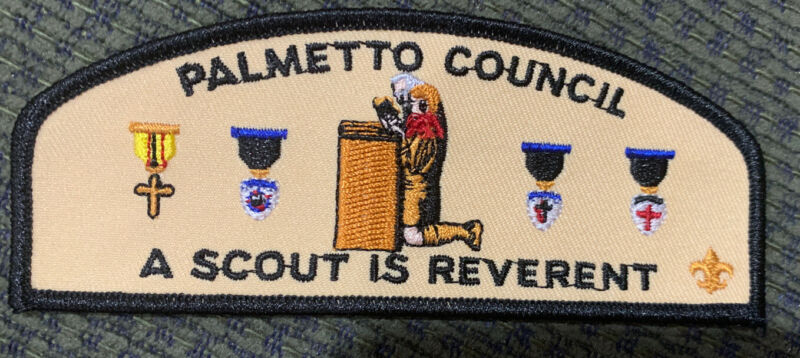 PALMETTO COUNCIL
A SCOUT IS REVERENT